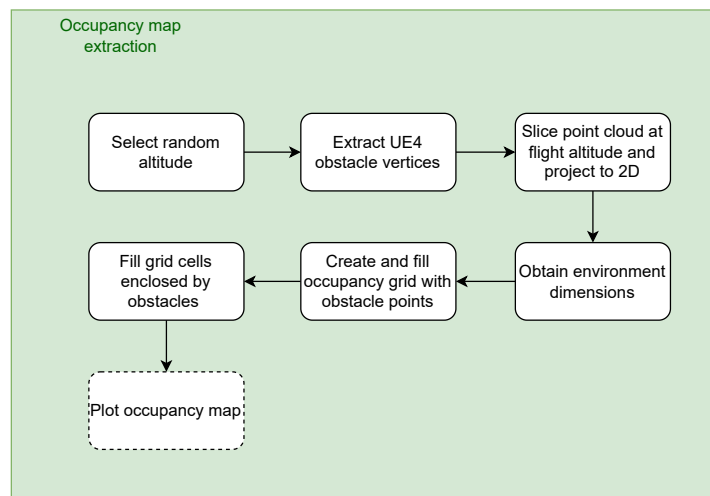 Occupancy map
extraction
Select random
altitude
Extract UE4
obstacle vertices
Slice point cloud at
flight altitude and
project to 2D
Obtain environment
dimensions
Create and fill
occupancy grid with
obstacle points
Fill grid cells
enclosed by
obstacles
Plot occupancy map